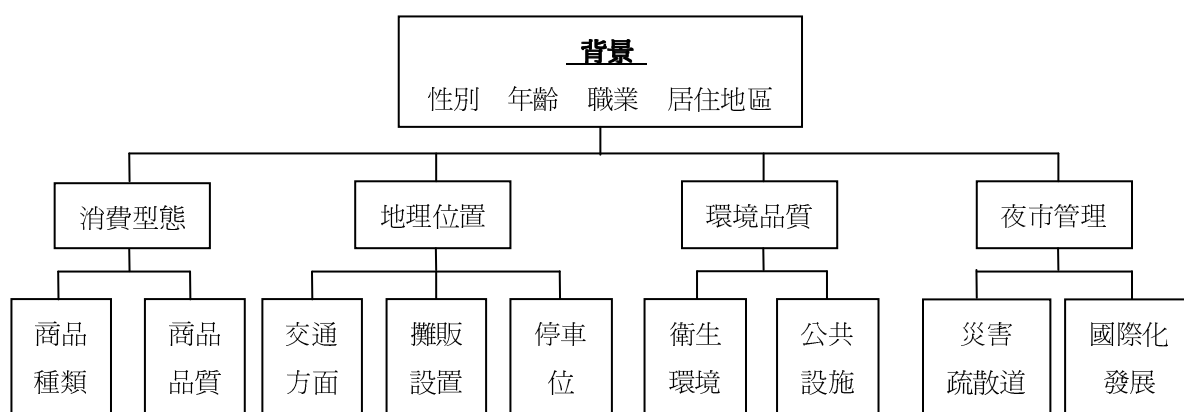 背景
性別 年齡 職業 居住地區
消費型態 地理位置 環境品質 夜市管理
商品
種類
商品
品質
交通
方面
攤販
設置
停車
位
衛生
環境
公共
設施
災害
疏散道
國際化
發展